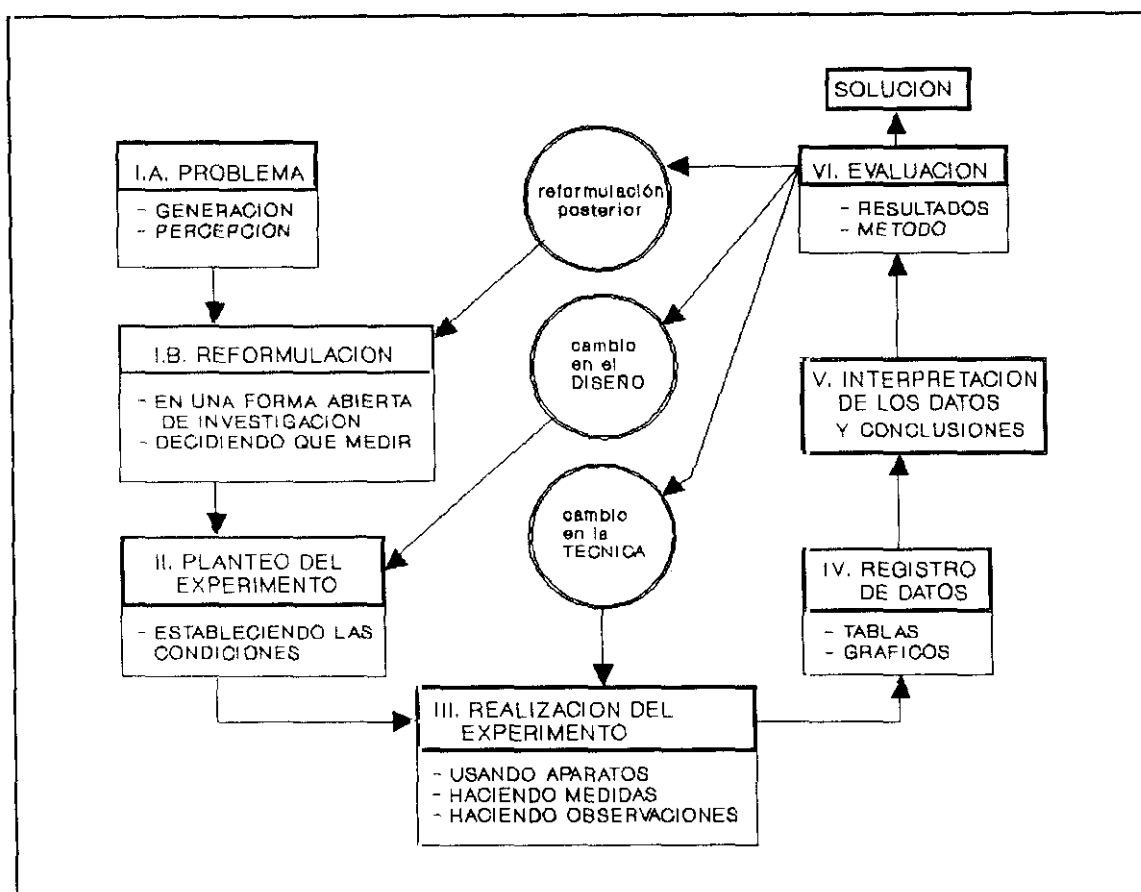 I.A. PROBLEMA
- GENERACION
- PERCEPCION
I.B. REFORMULACION
- EN UNA FORMA ABIERTA
DE INVESTIGACION
- DECIDIENDO QUE MEDIR
II. PLANTEO DEL
EXPERIMENTO
- ESTABLECIENDO LAS
CONDICIONES
III. REALIZACION DEL
EXPERIMENTO
- USANDO APARATOS
- HACIENDO MEDIDAS
- HACIENDO OBSERVACIONES
IV. REGISTRO
DE DATOS
- TABLAS
- GRAFICOS
V. INTERPRETACION
DE LOS DATOS
Y CONCLUSIONES
VI. EVALUACION
- RESULTADOS
- METODO
SOLUCION
reformulación
posterior
cambio
en el
DISEÑO
cambio
en la
TECNICA